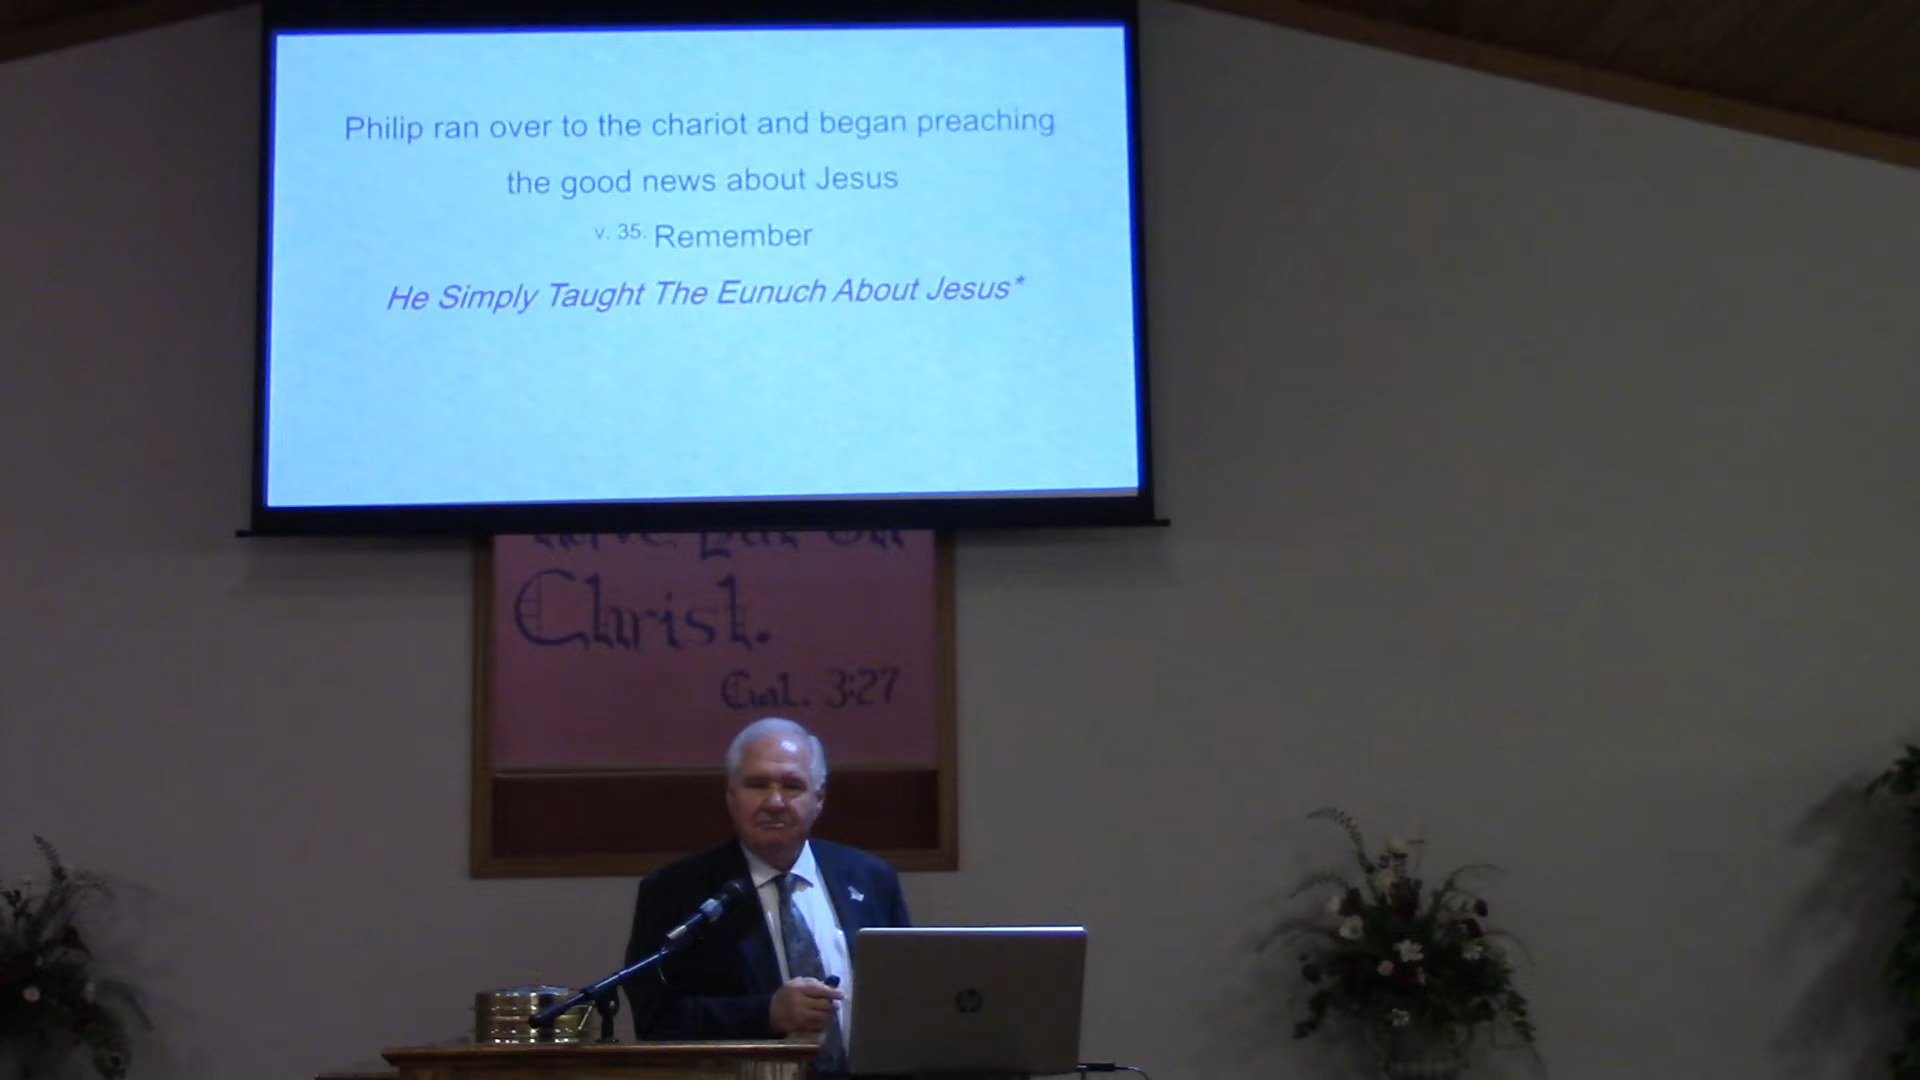 Philip ran over to the chariot and began preaching
the good news about Jesus
v. 35. Remember
He Simply Taught The Eunuch About Jesus*
Christ.
Gal. 3:27
hp